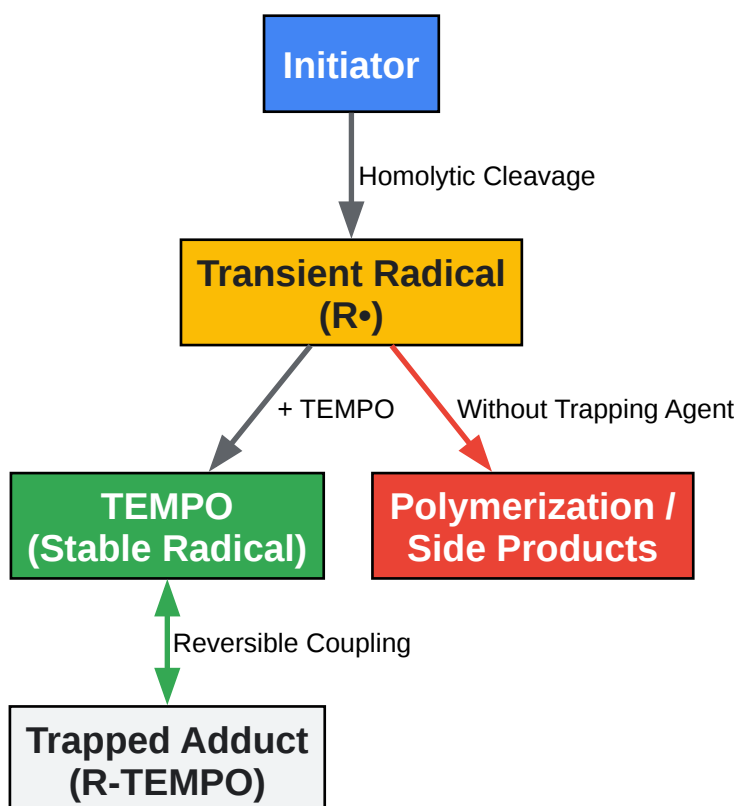 Initiator
Homolytic Cleavage
Transient Radical
(R•)
+ TEMPO
Without Trapping Agent
TEMPO
(Stable Radical)
Polymerization /
Side Products
Reversible Coupling
Trapped Adduct
(R-TEMPO)